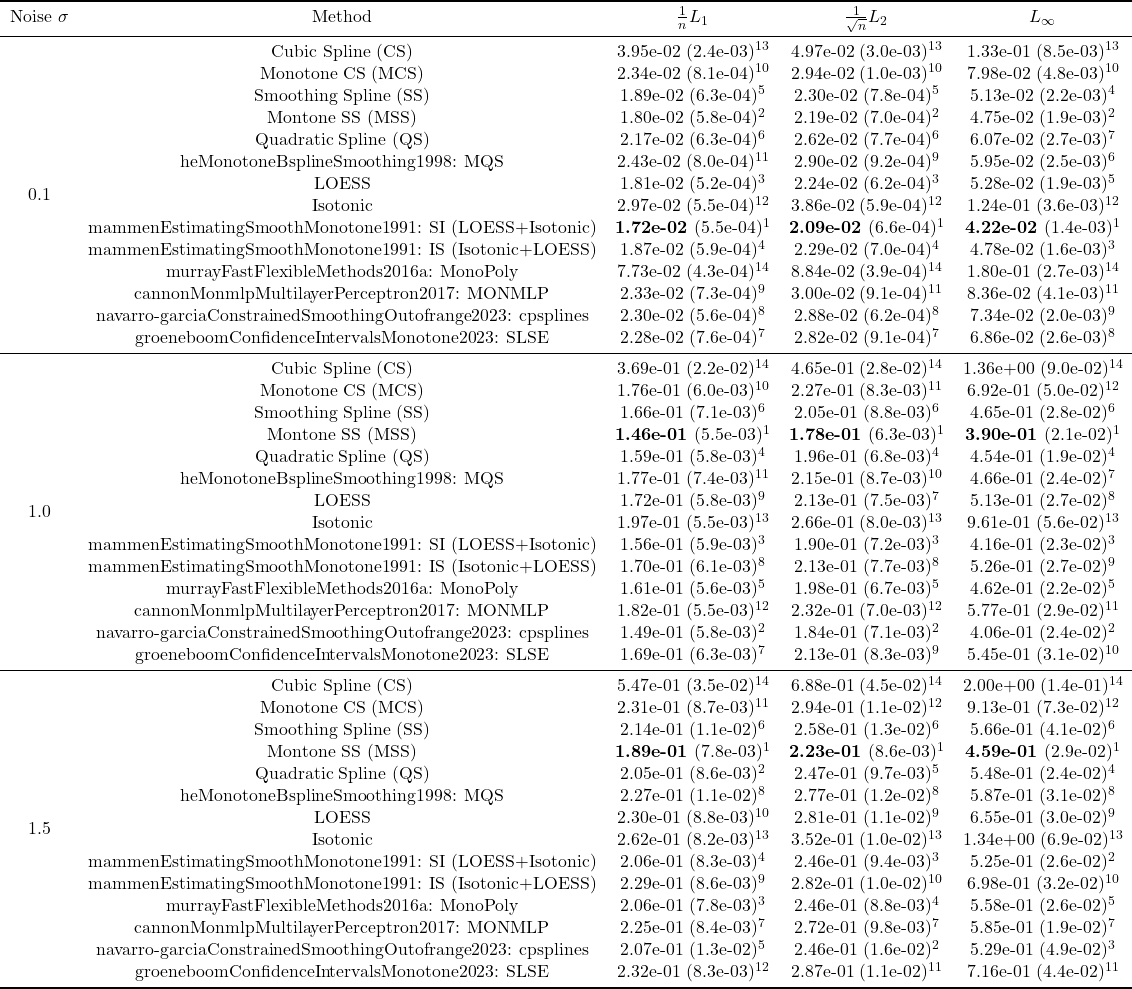 Noise σ Method 1/n L₁ 1/√n L₂ L∞
Cubic Spline (CS) 3.95e-02 (2.4e-03)¹³ 4.97e-02 (3.0e-03)¹³ 1.33e-01 (8.5e-03)¹³
Monotone CS (MCS) 2.34e-02 (8.1e-04)¹⁰ 2.94e-02 (1.0e-03)¹⁰ 7.98e-02 (4.8e-03)¹⁰
Smoothing Spline (SS) 1.89e-02 (6.3e-04)⁵ 2.30e-02 (7.8e-04)⁵ 5.13e-02 (2.2e-03)⁴
Montone SS (MSS) 1.80e-02 (5.8e-04)² 2.19e-02 (7.0e-04)² 4.75e-02 (1.9e-03)²
Quadratic Spline (QS) 2.17e-02 (6.3e-04)⁶ 2.62e-02 (7.7e-04)⁶ 6.07e-02 (2.7e-03)⁷
heMonotoneBsplineSmoothing1998: MQS 2.43e-02 (8.0e-04)¹¹ 2.90e-02 (9.2e-04)⁹ 5.95e-02 (2.5e-03)⁶
LOESS 1.81e-02 (5.2e-04)³ 2.24e-02 (6.2e-04)³ 5.28e-02 (1.9e-03)⁵
0.1
Isotonic 2.97e-02 (5.5e-04)¹² 3.86e-02 (5.9e-04)¹² 1.24e-01 (3.6e-03)¹²
mammenEstimatingSmoothMonotone1991: SI (LOESS+Isotonic) 1.72e-02 (5.5e-04)¹ 2.09e-02 (6.6e-04)¹ 4.22e-02 (1.4e-03)¹
mammenEstimatingSmoothMonotone1991: IS (Isotonic+LOESS) 1.87e-02 (5.9e-04)⁴ 2.29e-02 (7.0e-04)⁴ 4.78e-02 (1.6e-03)³
murrayFastFlexibleMethods2016a: MonoPoly 7.73e-02 (4.3e-04)¹⁴ 8.84e-02 (3.9e-04)¹⁴ 1.80e-01 (2.7e-03)¹⁴
cannonMonmlpMultilayerPerceptron2017: MONMLP 2.33e-02 (7.3e-04)⁹ 3.00e-02 (9.1e-04)¹¹ 8.36e-02 (4.1e-03)¹¹
navarro-garciaConstrainedSmoothingOutofrange2023: cpsplines 2.30e-02 (5.6e-04)⁸ 2.88e-02 (6.2e-04)⁸ 7.34e-02 (2.0e-03)⁹
groeneboomConfidenceIntervalsMonotone2023: SLSE 2.28e-02 (7.6e-04)⁷ 2.82e-02 (9.1e-04)⁷ 6.86e-02 (2.6e-03)⁸
Cubic Spline (CS) 3.69e-01 (2.2e-02)¹⁴ 4.65e-01 (2.8e-02)¹⁴ 1.36e+00 (9.0e-02)¹⁴
Monotone CS (MCS) 1.76e-01 (6.0e-03)¹⁰ 2.27e-01 (8.3e-03)¹¹ 6.92e-01 (5.0e-02)¹²
Smoothing Spline (SS) 1.66e-01 (7.1e-03)⁶ 2.05e-01 (8.8e-03)⁶ 4.65e-01 (2.8e-02)⁶
Montone SS (MSS) 1.46e-01 (5.5e-03)¹ 1.78e-01 (6.3e-03)¹ 3.90e-01 (2.1e-02)¹
Quadratic Spline (QS) 1.59e-01 (5.8e-03)⁴ 1.96e-01 (6.8e-03)⁴ 4.54e-01 (1.9e-02)⁴
heMonotoneBsplineSmoothing1998: MQS 1.77e-01 (7.4e-03)¹¹ 2.15e-01 (8.7e-03)¹⁰ 4.66e-01 (2.4e-02)⁷
LOESS 1.72e-01 (5.8e-03)⁹ 2.13e-01 (7.5e-03)⁷ 5.13e-01 (2.7e-02)⁸
1.0
Isotonic 1.97e-01 (5.5e-03)¹³ 2.66e-01 (8.0e-03)¹³ 9.61e-01 (5.6e-02)¹³
mammenEstimatingSmoothMonotone1991: SI (LOESS+Isotonic) 1.56e-01 (5.9e-03)³ 1.90e-01 (7.2e-03)³ 4.16e-01 (2.3e-02)³
mammenEstimatingSmoothMonotone1991: IS (Isotonic+LOESS) 1.70e-01 (6.1e-03)⁸ 2.13e-01 (7.7e-03)⁸ 5.26e-01 (2.7e-02)⁹
murrayFastFlexibleMethods2016a: MonoPoly 1.61e-01 (5.6e-03)⁵ 1.98e-01 (6.7e-03)⁵ 4.62e-01 (2.2e-02)⁵
cannonMonmlpMultilayerPerceptron2017: MONMLP 1.82e-01 (5.5e-03)¹² 2.32e-01 (7.0e-03)¹² 5.77e-01 (2.9e-02)¹¹
navarro-garciaConstrainedSmoothingOutofrange2023: cpsplines 1.49e-01 (5.8e-03)² 1.84e-01 (7.1e-03)² 4.06e-01 (2.4e-02)²
groeneboomConfidenceIntervalsMonotone2023: SLSE 1.69e-01 (6.3e-03)⁷ 2.13e-01 (8.3e-03)⁹ 5.45e-01 (3.1e-02)¹⁰
Cubic Spline (CS) 5.47e-01 (3.5e-02)¹⁴ 6.88e-01 (4.5e-02)¹⁴ 2.00e+00 (1.4e-01)¹⁴
Monotone CS (MCS) 2.31e-01 (8.7e-03)¹¹ 2.94e-01 (1.1e-02)¹² 9.13e-01 (7.3e-02)¹²
Smoothing Spline (SS) 2.14e-01 (1.1e-02)⁶ 2.58e-01 (1.3e-02)⁶ 5.66e-01 (4.1e-02)⁶
Montone SS (MSS) 1.89e-01 (7.8e-03)¹ 2.23e-01 (8.6e-03)¹ 4.59e-01 (2.9e-02)¹
Quadratic Spline (QS) 2.05e-01 (8.6e-03)² 2.47e-01 (9.7e-03)⁵ 5.48e-01 (2.4e-02)⁴
heMonotoneBsplineSmoothing1998: MQS 2.27e-01 (1.1e-02)⁸ 2.77e-01 (1.2e-02)⁸ 5.87e-01 (3.1e-02)⁸
LOESS 2.30e-01 (8.8e-03)¹⁰ 2.81e-01 (1.1e-02)⁹ 6.55e-01 (3.0e-02)⁹
1.5
Isotonic 2.62e-01 (8.2e-03)¹³ 3.52e-01 (1.0e-02)¹³ 1.34e+00 (6.9e-02)¹³
mammenEstimatingSmoothMonotone1991: SI (LOESS+Isotonic) 2.06e-01 (8.3e-03)⁴ 2.46e-01 (9.4e-03)³ 5.25e-01 (2.6e-02)²
mammenEstimatingSmoothMonotone1991: IS (Isotonic+LOESS) 2.29e-01 (8.6e-03)⁹ 2.82e-01 (1.0e-02)¹⁰ 6.98e-01 (3.2e-02)¹⁰
murrayFastFlexibleMethods2016a: MonoPoly 2.06e-01 (7.8e-03)³ 2.46e-01 (8.8e-03)⁴ 5.58e-01 (2.6e-02)⁵
cannonMonmlpMultilayerPerceptron2017: MONMLP 2.25e-01 (8.4e-03)⁷ 2.72e-01 (9.8e-03)⁷ 5.85e-01 (1.9e-02)⁷
navarro-garciaConstrainedSmoothingOutofrange2023: cpsplines 2.07e-01 (1.3e-02)⁵ 2.46e-01 (1.6e-02)² 5.29e-01 (4.9e-02)³
groeneboomConfidenceIntervalsMonotone2023: SLSE 2.32e-01 (8.3e-03)¹² 2.87e-01 (1.1e-02)¹¹ 7.16e-01 (4.4e-02)¹¹